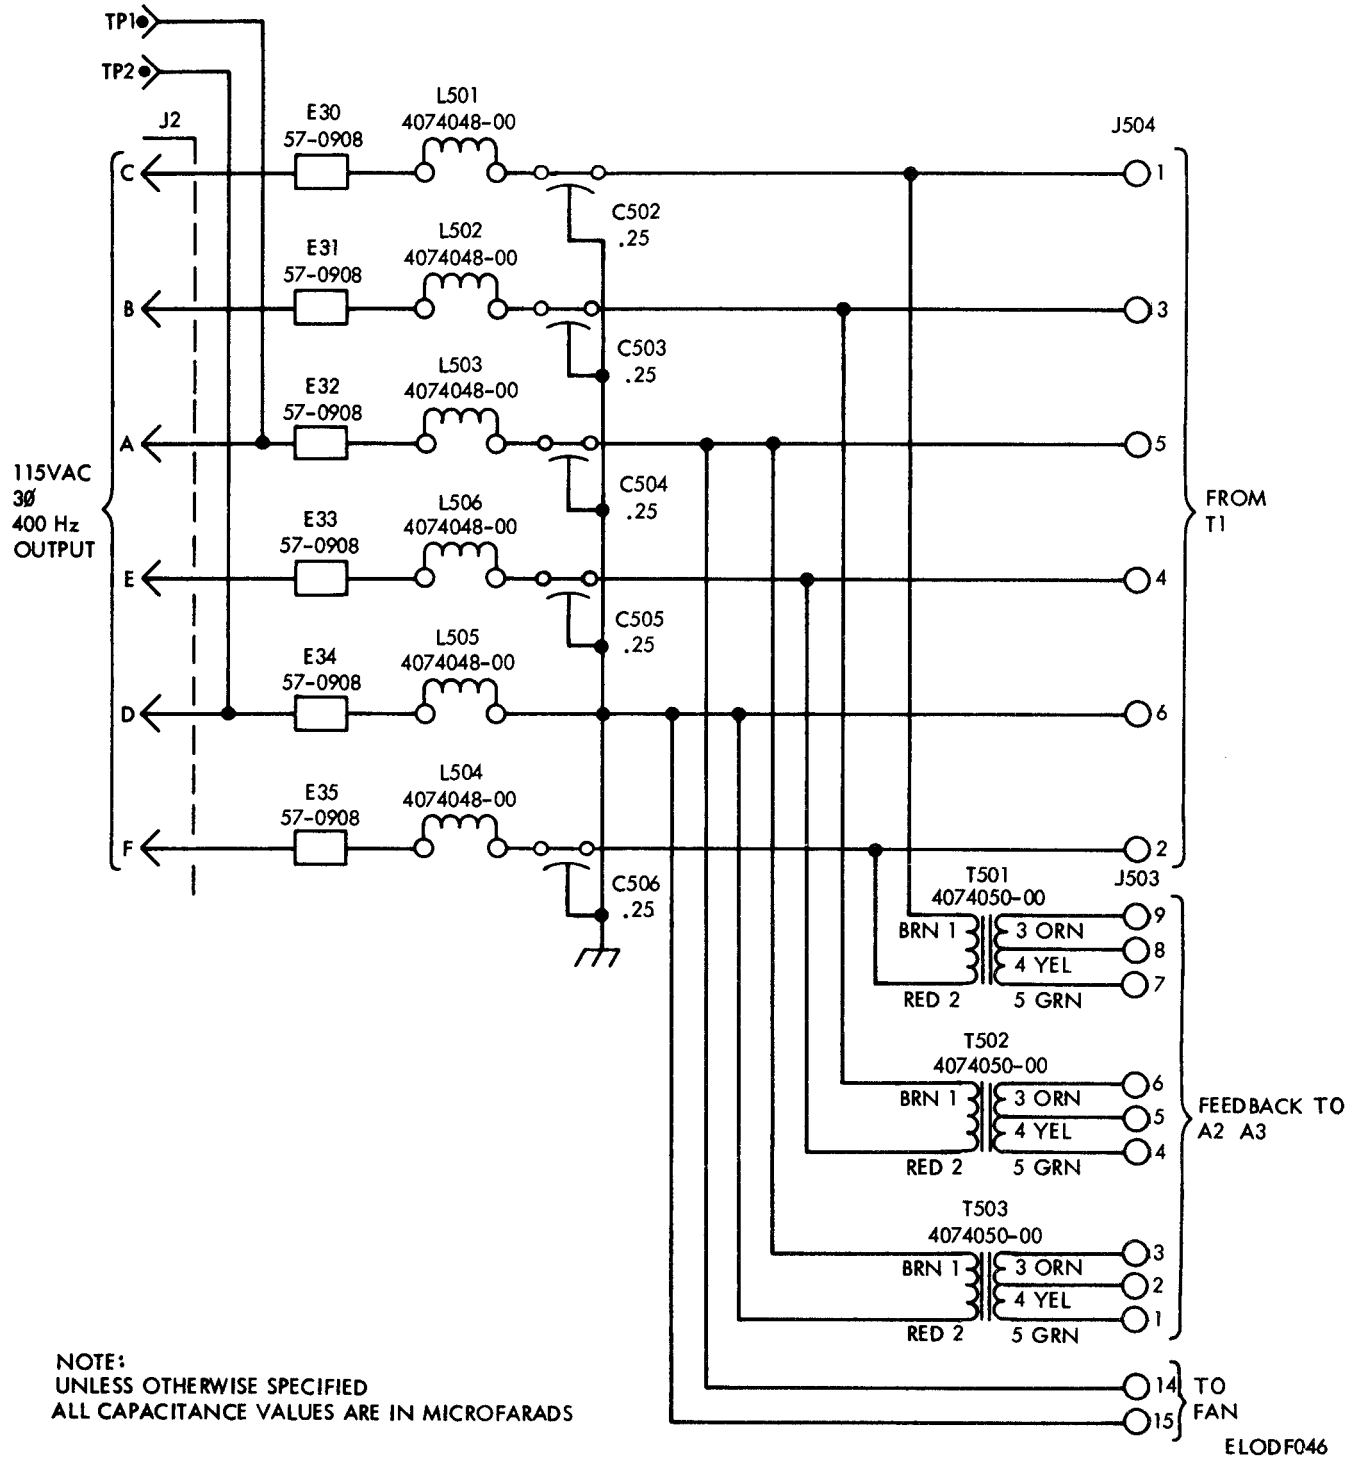 TP1
TP2
J2
E30
57-0908
L501
4074048-00
J504
C
1
C502
.25
E31
57-0908
L502
4074048-00
B
3
C503
.25
E32
57-0908
L503
4074048-00
A
5
C504
.25
115VAC
3Ø
400 Hz
OUTPUT
FROM
T1
E33
57-0908
L506
4074048-00
E
4
C505
.25
E34
57-0908
L505
4074048-00
D
6
E35
57-0908
L504
4074048-00
F
2
C506
.25
J503
T501
4074050-00
BRN 1
RED 2
3 ORN
4 YEL
5 GRN
9
8
7
T502
4074050-00
BRN 1
RED 2
3 ORN
4 YEL
5 GRN
6
5
4
FEEDBACK TO
A2 A3
T503
4074050-00
BRN 1
RED 2
3 ORN
4 YEL
5 GRN
3
2
1
14
15
TO
FAN
NOTE:
UNLESS OTHERWISE SPECIFIED
ALL CAPACITANCE VALUES ARE IN MICROFARADS
ELODF046